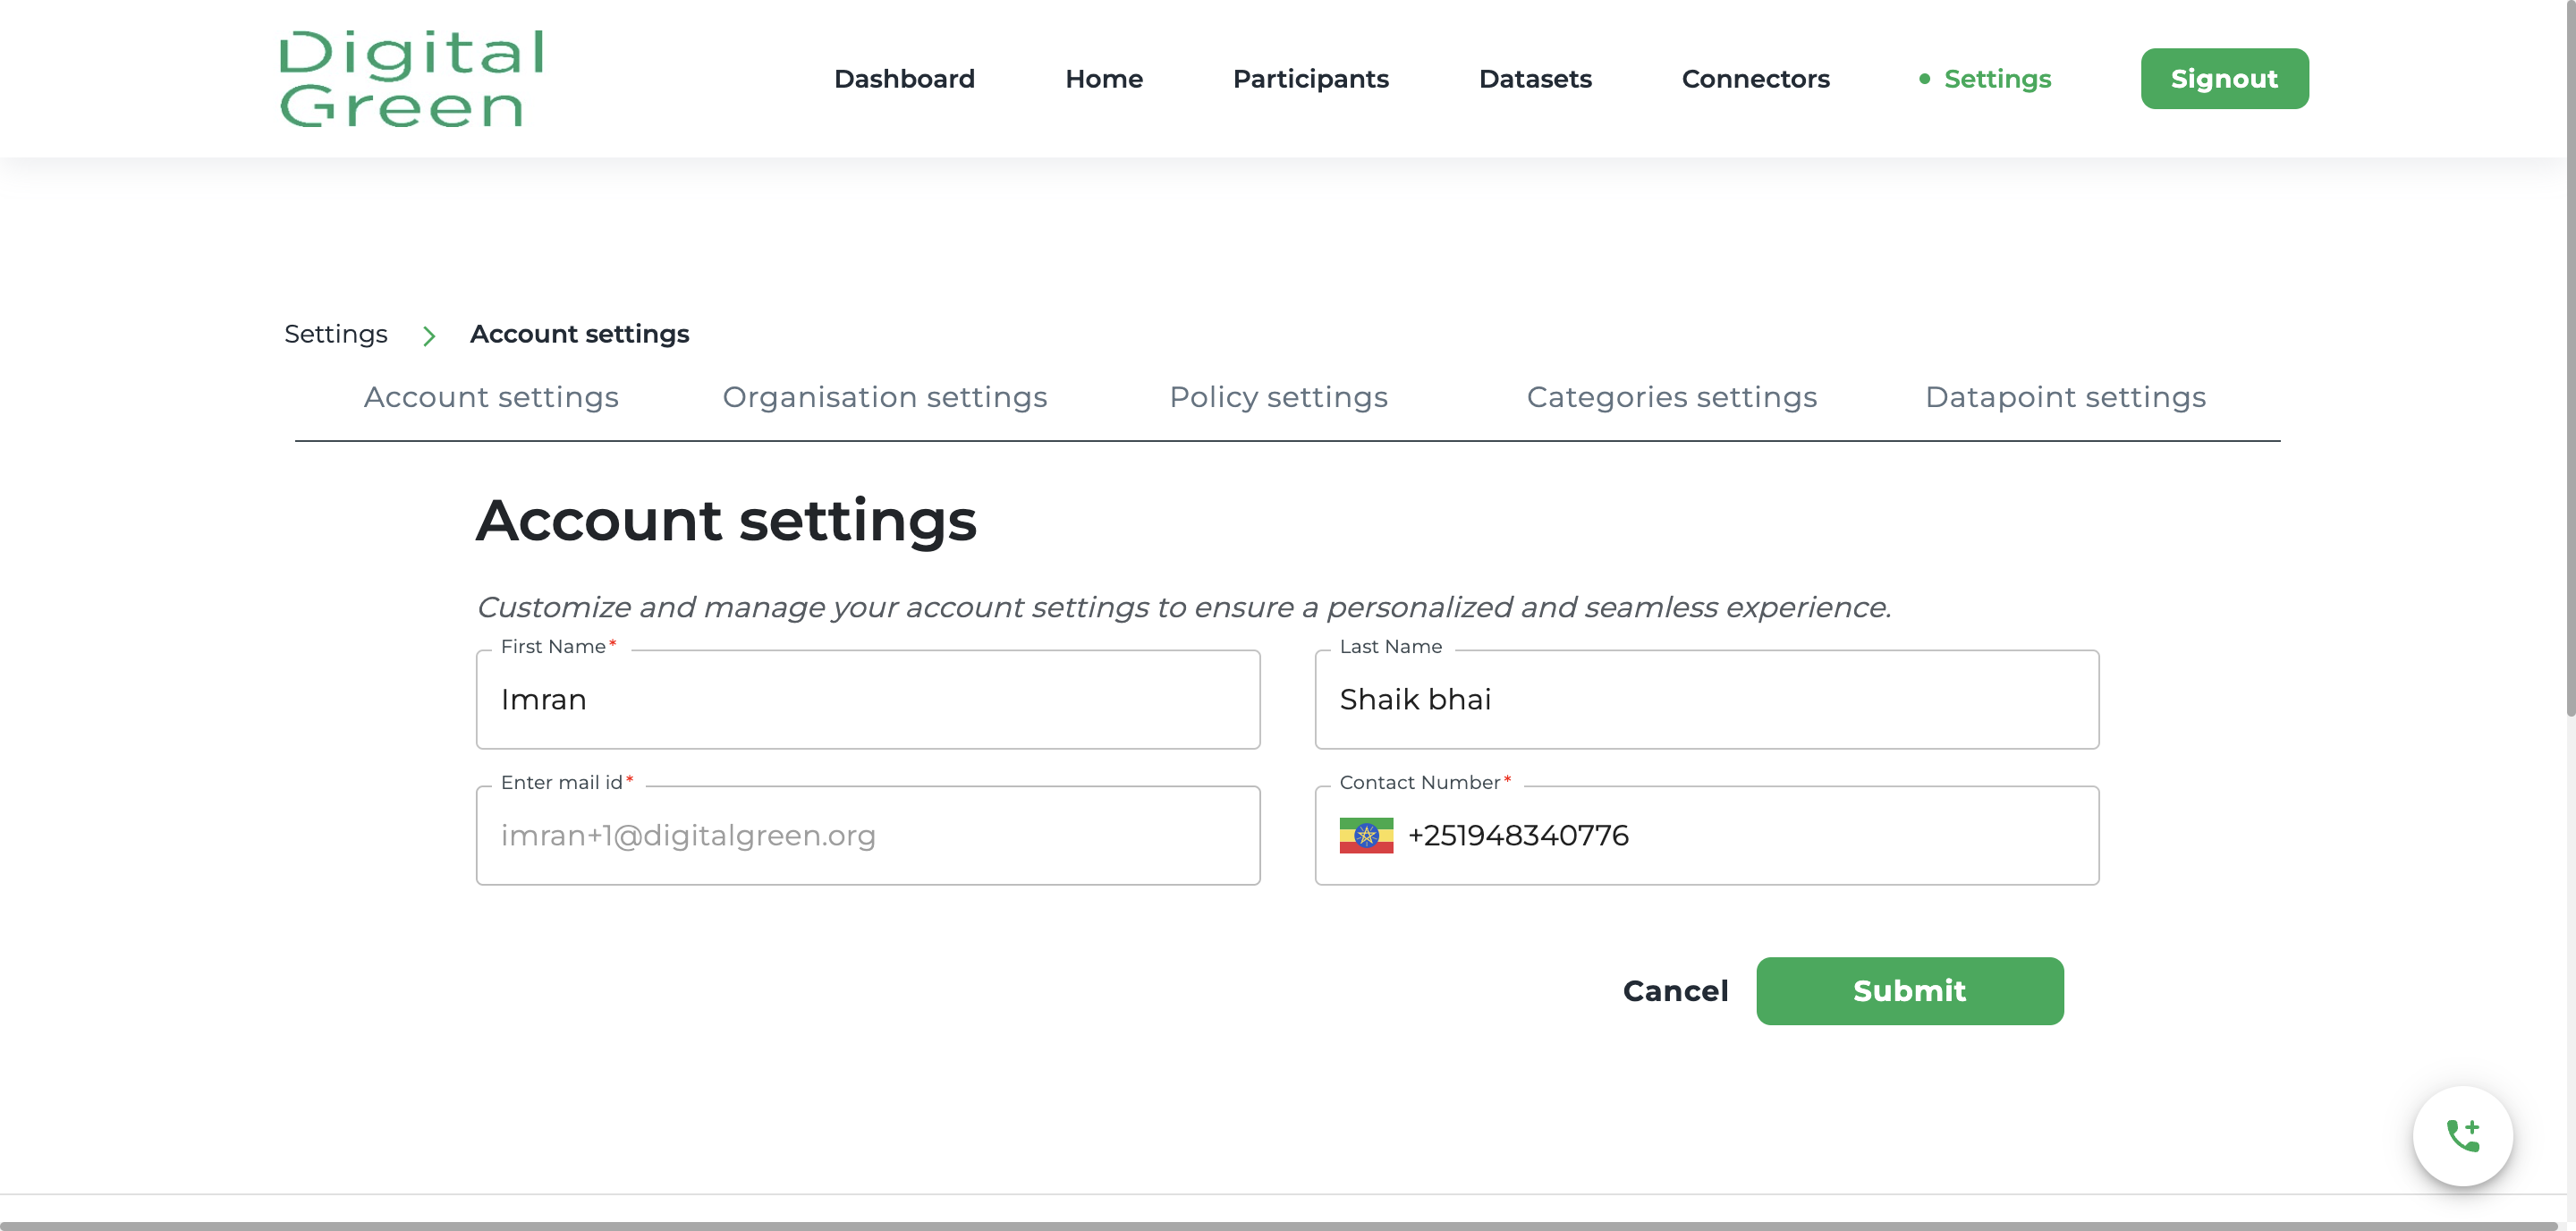 Digital
Green
Dashboard Home Participants Datasets Connectors Settings Signout
Settings Account settings
Account settings Organisation settings Policy settings Categories settings Datapoint settings
Account settings
Customize and manage your account settings to ensure a personalized and seamless experience.
First Name* Last Name
Imran Shaik bhai
Enter mail id* Contact Number*
imran+1@digitalgreen.org +251948340776
Cancel Submit